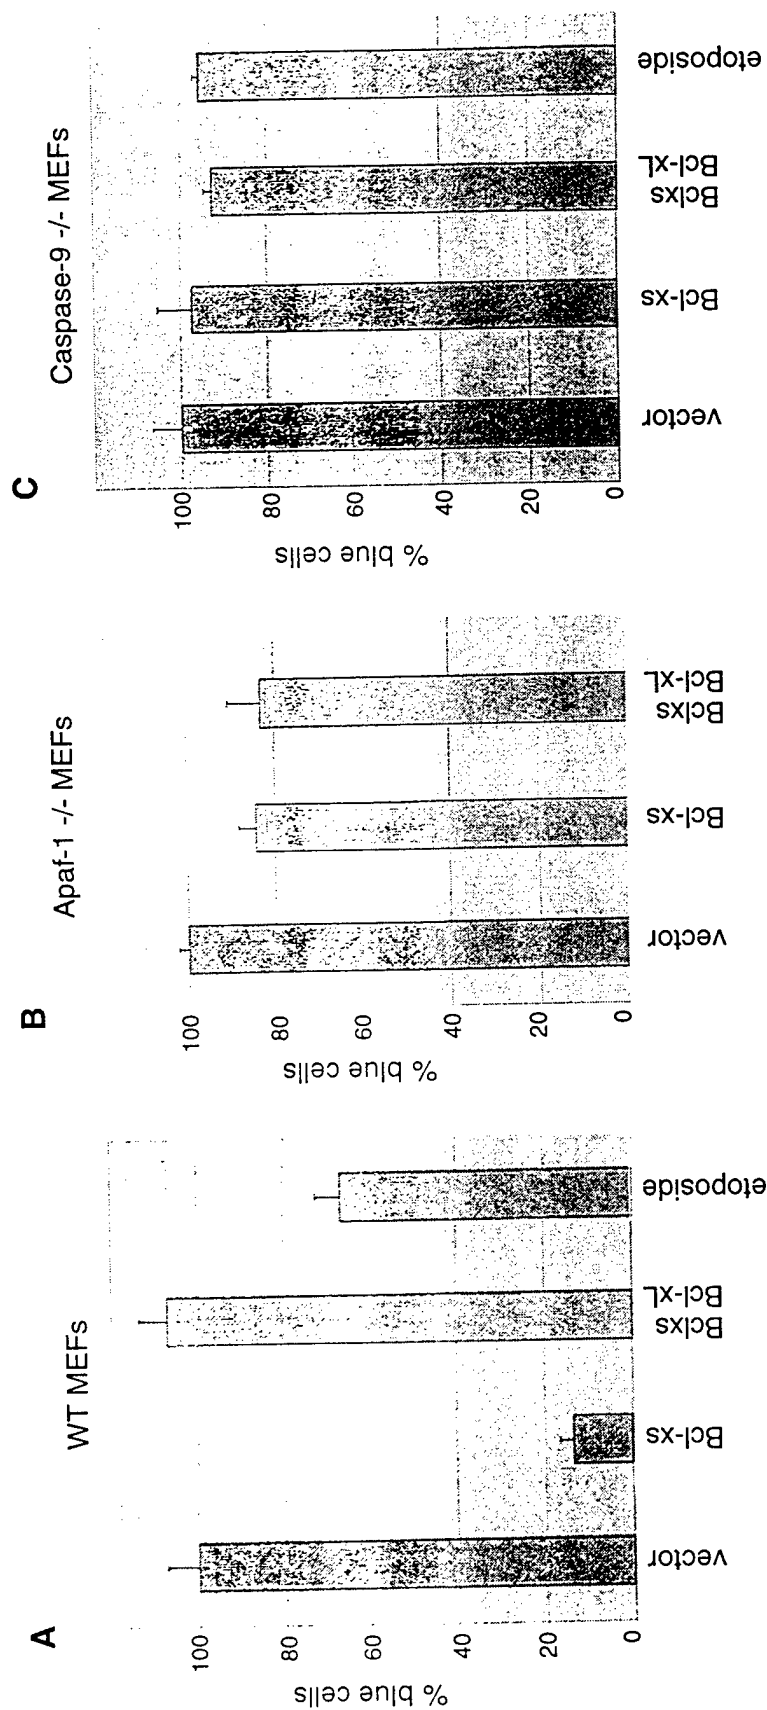 A
WT MEFs
% blue cells
100
80
60
40
20
0
vector
Bcl-xs
Bclxs
Bcl-xL
etoposide
B
Apaf-1 -/- MEFs
% blue cells
100
80
60
40
20
0
vector
Bcl-xs
Bclxs
Bcl-xL
C
Caspase-9 -/- MEFs
% blue cells
100
80
60
40
20
0
vector
Bcl-xs
Bclxs
Bcl-xL
etoposide